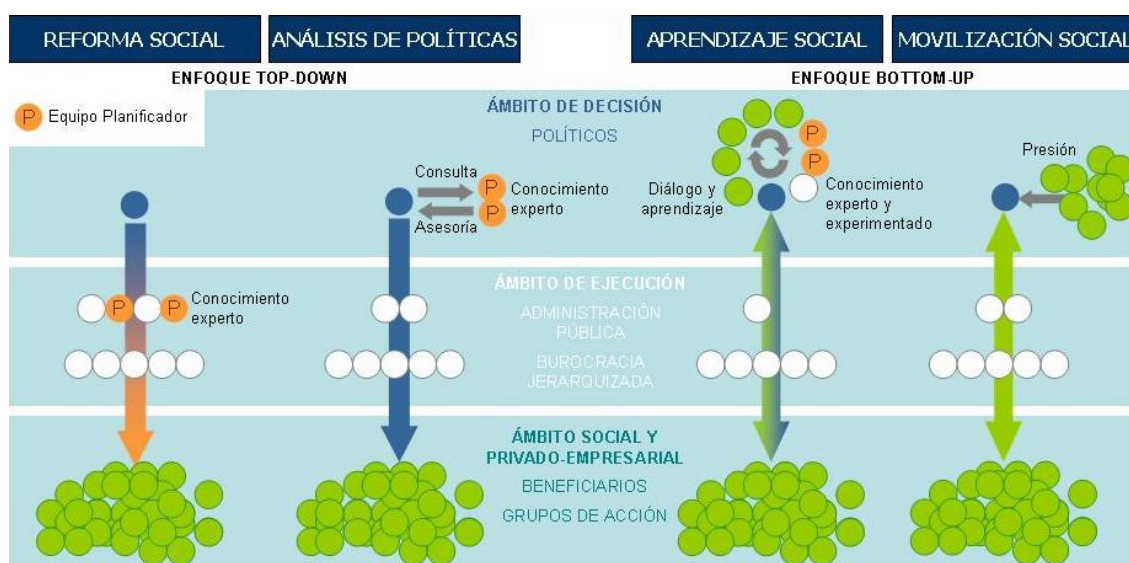 REFORMA SOCIAL
ANÁLISIS DE POLÍTICAS
APRENDIZAJE SOCIAL
MOVILIZACIÓN SOCIAL
ENFOQUE TOP-DOWN
ENFOQUE BOTTOM-UP
P Equipo Planificador
ÁMBITO DE DECISIÓN
POLÍTICOS
Consulta
P
P
Asesoría
Conocimiento
experto
P
P
Diálogo y
aprendizaje
Conocimiento
experto y
experimentado
Presión
P
P
Conocimiento
experto
ÁMBITO DE EJECUCIÓN
ADMINISTRACIÓN
PÚBLICA
BUROCRACIA
JERARQUIZADA
ÁMBITO SOCIAL Y
PRIVADO-EMPRESARIAL
BENEFICIARIOS
GRUPOS DE ACCIÓN